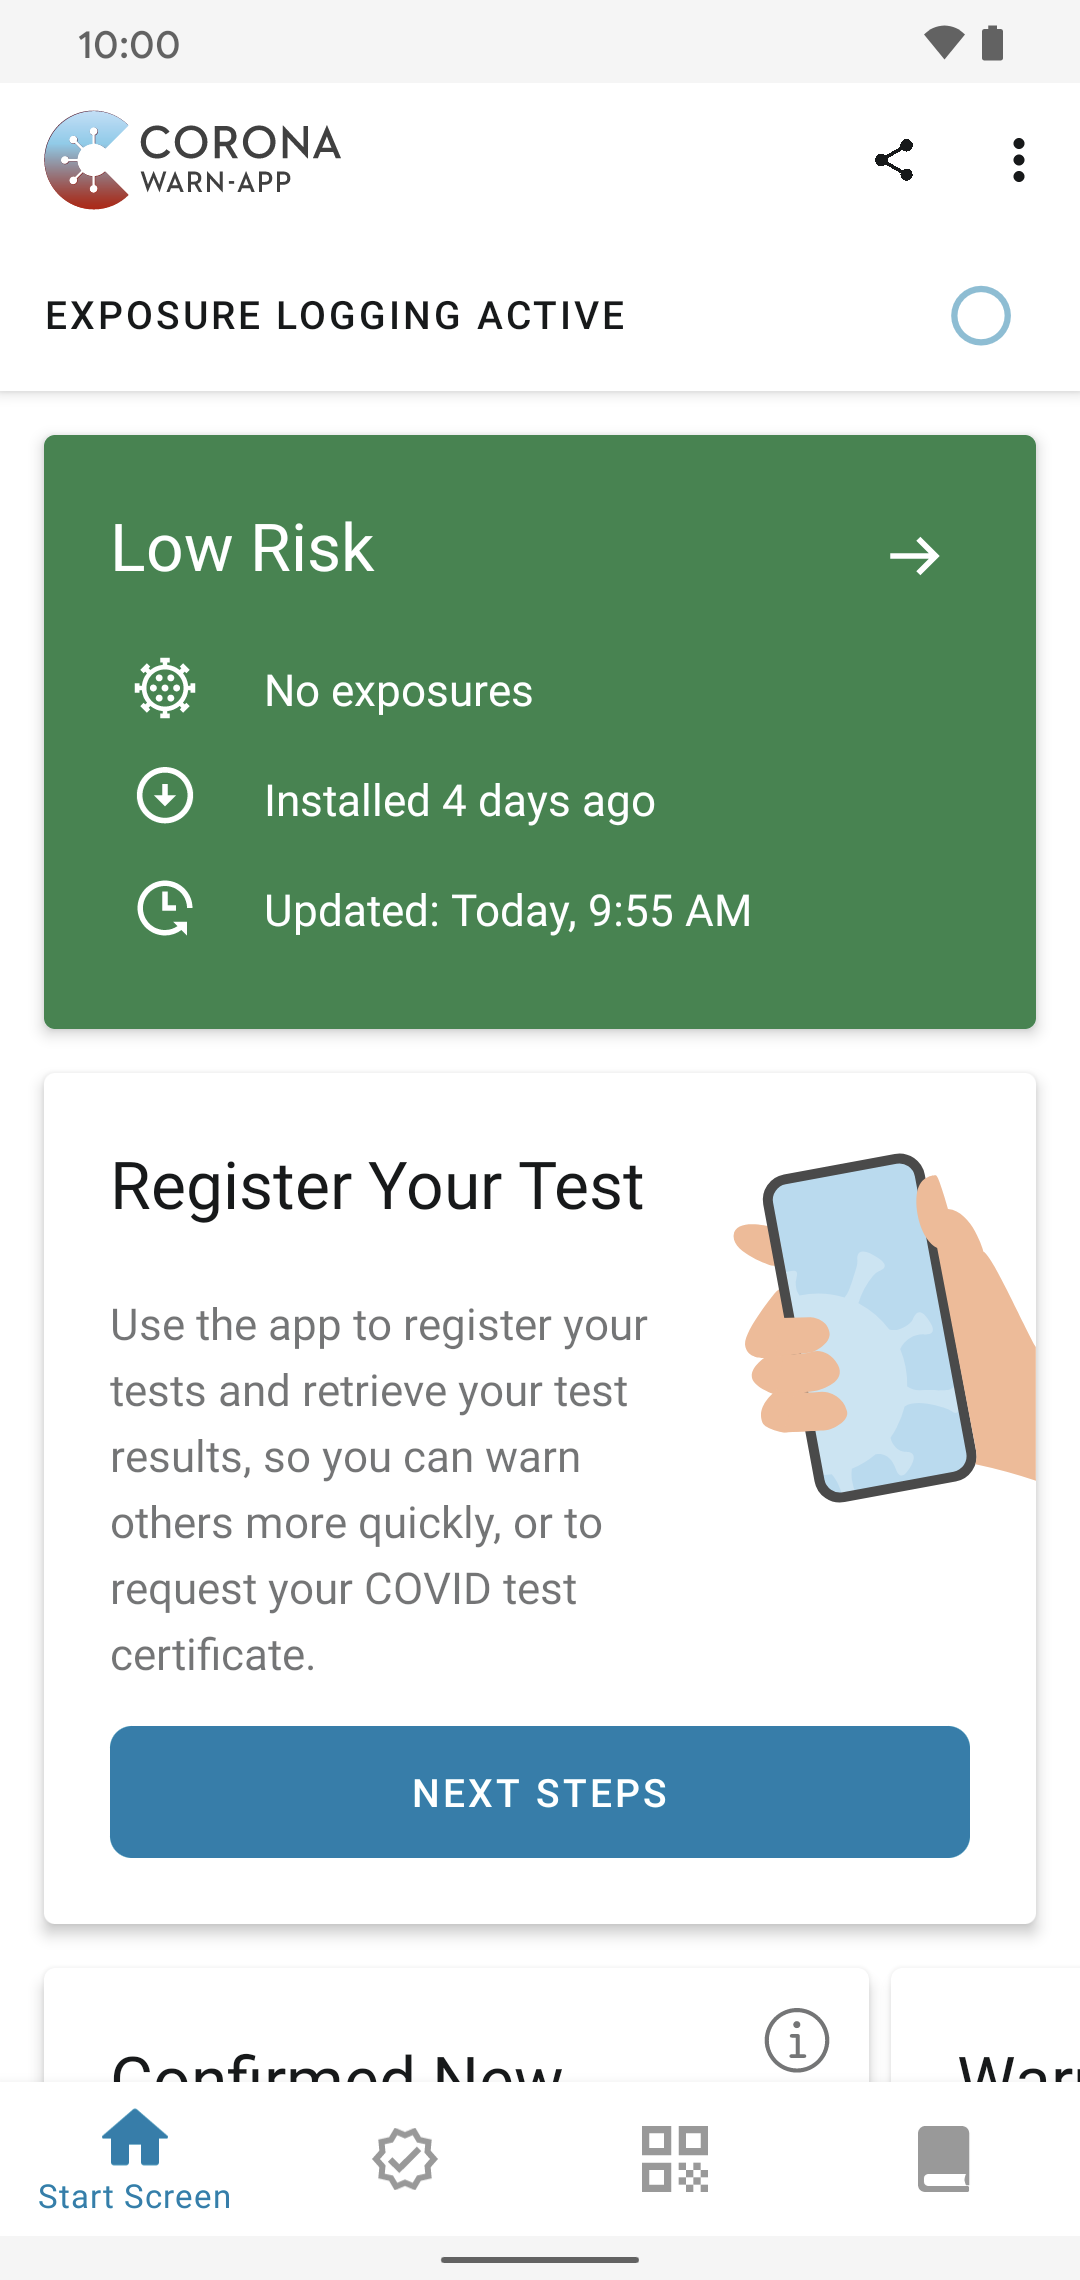 10:00
CORONA
WARN-APP
EXPOSURE LOGGING ACTIVE
Low Risk
No exposures
Installed 4 days ago
Updated: Today, 9:55 AM
Register Your Test
Use the app to register your
tests and retrieve your test
results, so you can warn
others more quickly, or to
request your COVID test
certificate.
NEXT STEPS
Confirmed New
Start Screen